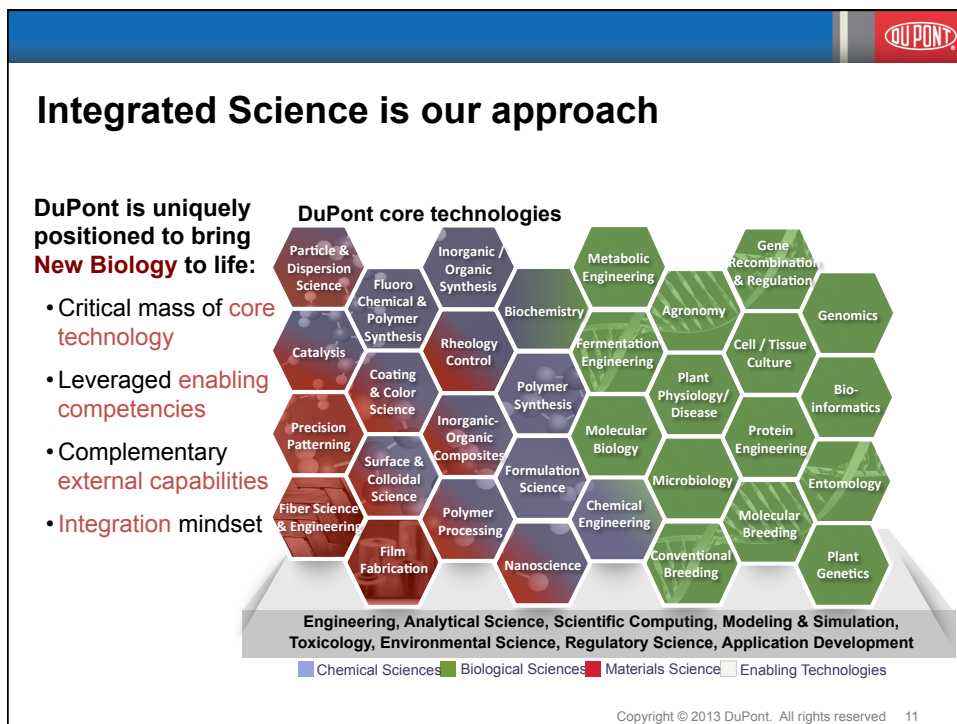 DUPONT
Integrated Science is our approach
DuPont is uniquely
positioned to bring
New Biology to life:
• Critical mass of core
technology
• Leveraged enabling
competencies
• Complementary
external capabilities
• Integration mindset
DuPont core technologies
Particle &
Dispersion
Science
Catalysis
Precision
Patterning
Fiber Science
& Engineering
Fluoro
Chemical &
Polymer
Synthesis
Coating
& Color
Science
Surface &
Colloidal
Science
Film
Fabrication
Inorganic /
Organic
Synthesis
Rheology
Control
Inorganic-
Organic
Composites
Polymer
Processing
Biochemistry
Polymer
Synthesis
Formulation
Science
Nanoscience
Metabolic
Engineering
Fermentation
Engineering
Molecular
Biology
Chemical
Engineering
Agronomy
Plant
Physiology/
Disease
Microbiology
Conventional
Breeding
Gene
Recombination
& Regulation
Cell / Tissue
Culture
Protein
Engineering
Molecular
Breeding
Genomics
Bio-
informatics
Entomology
Plant
Genetics
Engineering, Analytical Science, Scientific Computing, Modeling & Simulation,
Toxicology, Environmental Science, Regulatory Science, Application Development
Chemical Sciences Biological Sciences Materials Science Enabling Technologies
Copyright © 2013 DuPont. All rights reserved 11